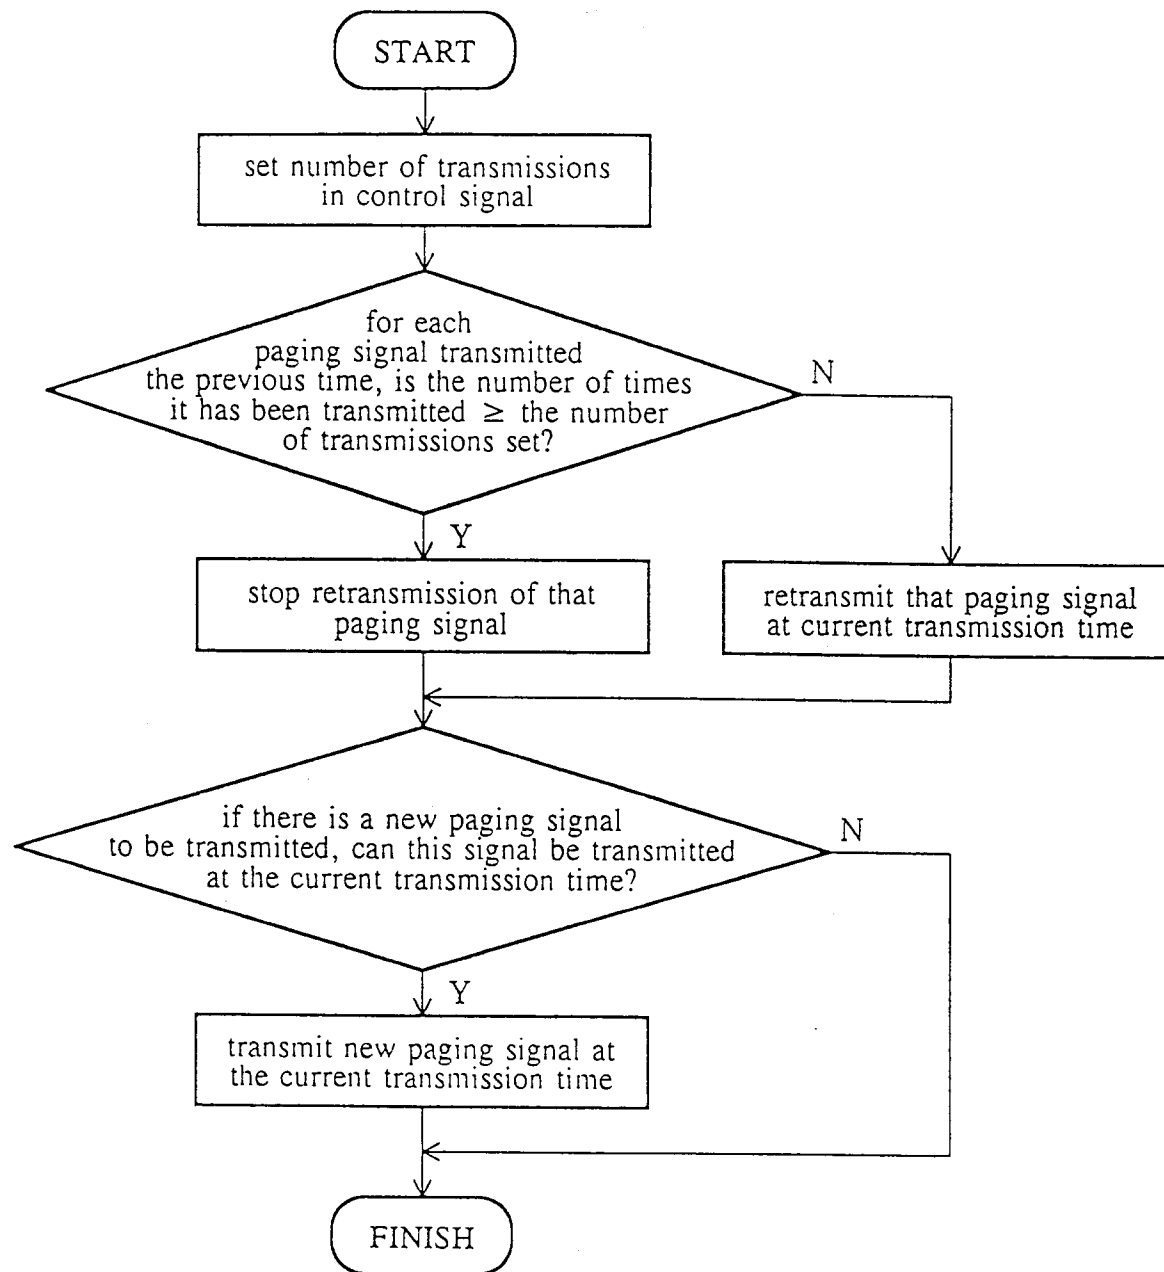 START
set number of transmissions
in control signal
for each
paging signal transmitted
the previous time, is the number of times
it has been transmitted ≥ the number
of transmissions set?
N
Y
stop retransmission of that
paging signal
retransmit that paging signal
at current transmission time
if there is a new paging signal
to be transmitted, can this signal be transmitted
at the current transmission time?
N
Y
transmit new paging signal at
the current transmission time
FINISH